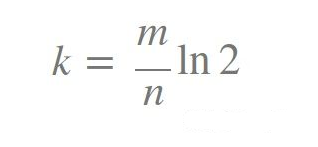 k = m/n ln 2